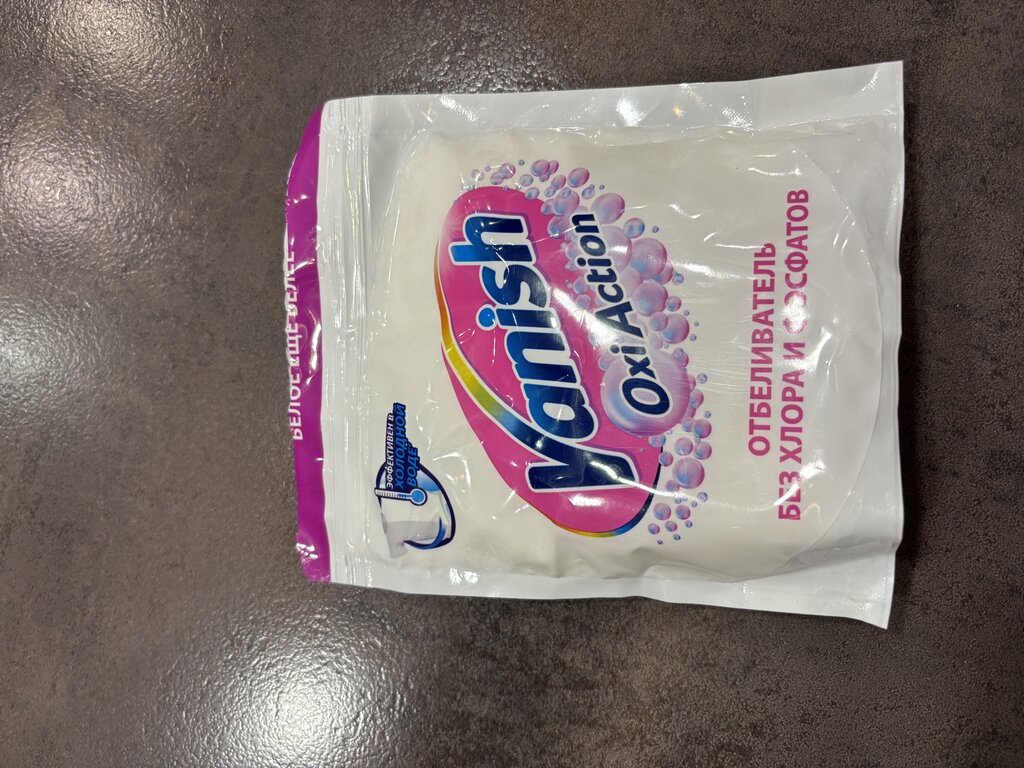 БЕЛОЕ ЕЩЕ БЕЛЕЕ
ЭФФЕКТИВЕН В
ХОЛОДНОЙ
ВОДЕ
Vanish
Oxi Action
ОТБЕЛИВАТЕЛЬ
БЕЗ ХЛОРА И ФОСФАТОВ